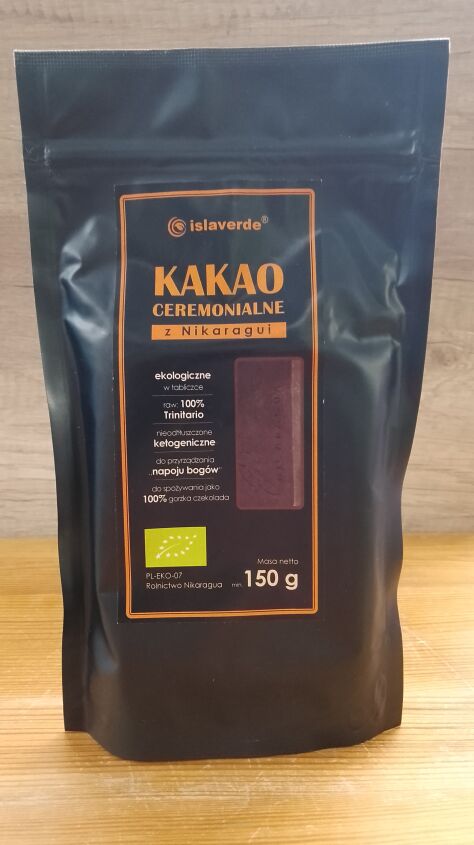 islaverde®
KAKAO
CEREMONIALNE
z Nikaragui
ekologiczne
w tabliczce
raw: 100%
Trinitario
nieodtłuszczone
ketogeniczne
do przyrządzania
„napoju bogów"
do spożywania jako
100% gorzka czekolada
PL-EKO-07
Rolnictwo Nikaragua
Masa netto
min. 150 g